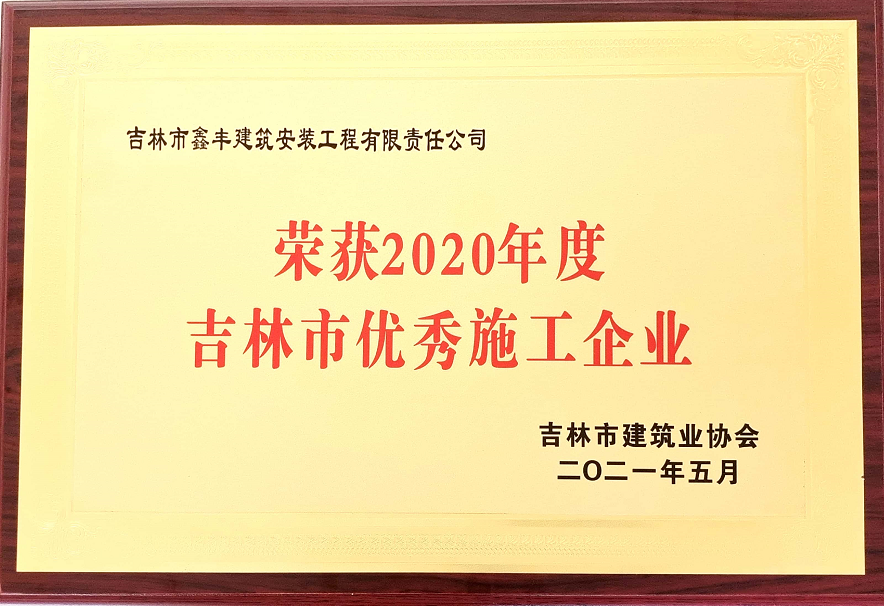 吉林市鑫丰建筑安装工程有限责任公司
荣获2020年度
吉林市优秀施工企业
吉林市建筑业协会
二〇二一年五月